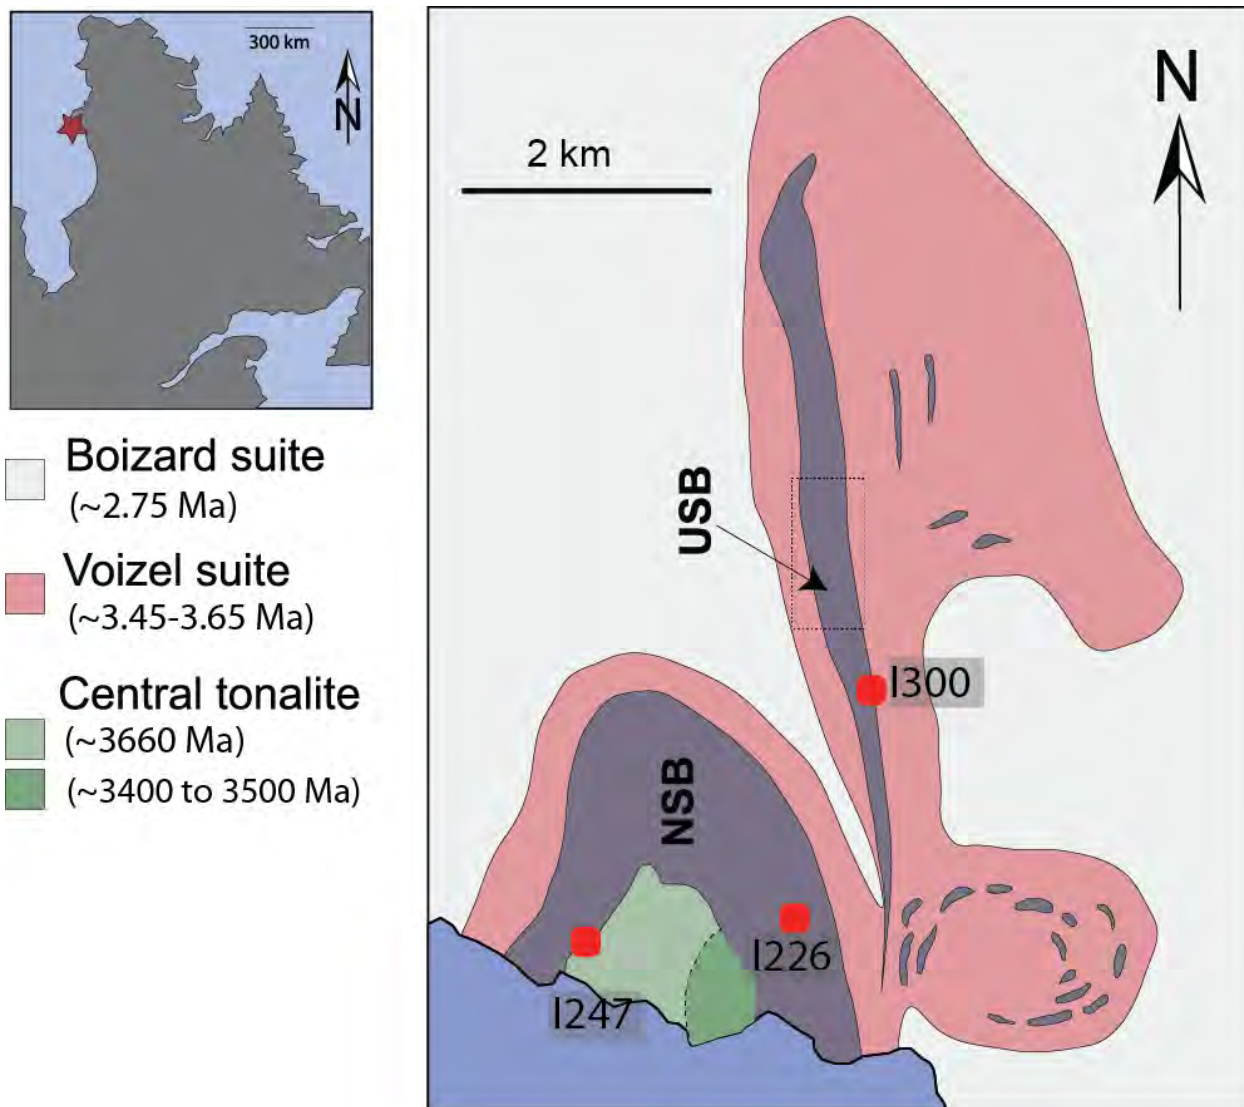 300 km
N
Boizard suite
(~2.75 Ma)
Voizel suite
(~3.45-3.65 Ma)
Central tonalite
(~3660 Ma)
(~3400 to 3500 Ma)
2 km
N
USB
I300
NSB
I226
I247